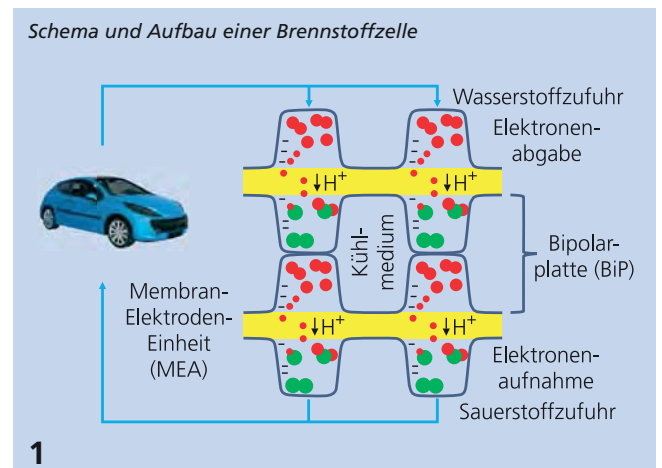 Schema und Aufbau einer Brennstoffzelle
Wasserstoffzufuhr
Elektronen-
abgabe
↓H⁺
↓H⁺
Kühl-
medium
Bipolar-
platte (BiP)
Membran-
Elektroden-
Einheit
(MEA)
↓H⁺
↓H⁺
Elektronen-
aufnahme
Sauerstoffzufuhr
1